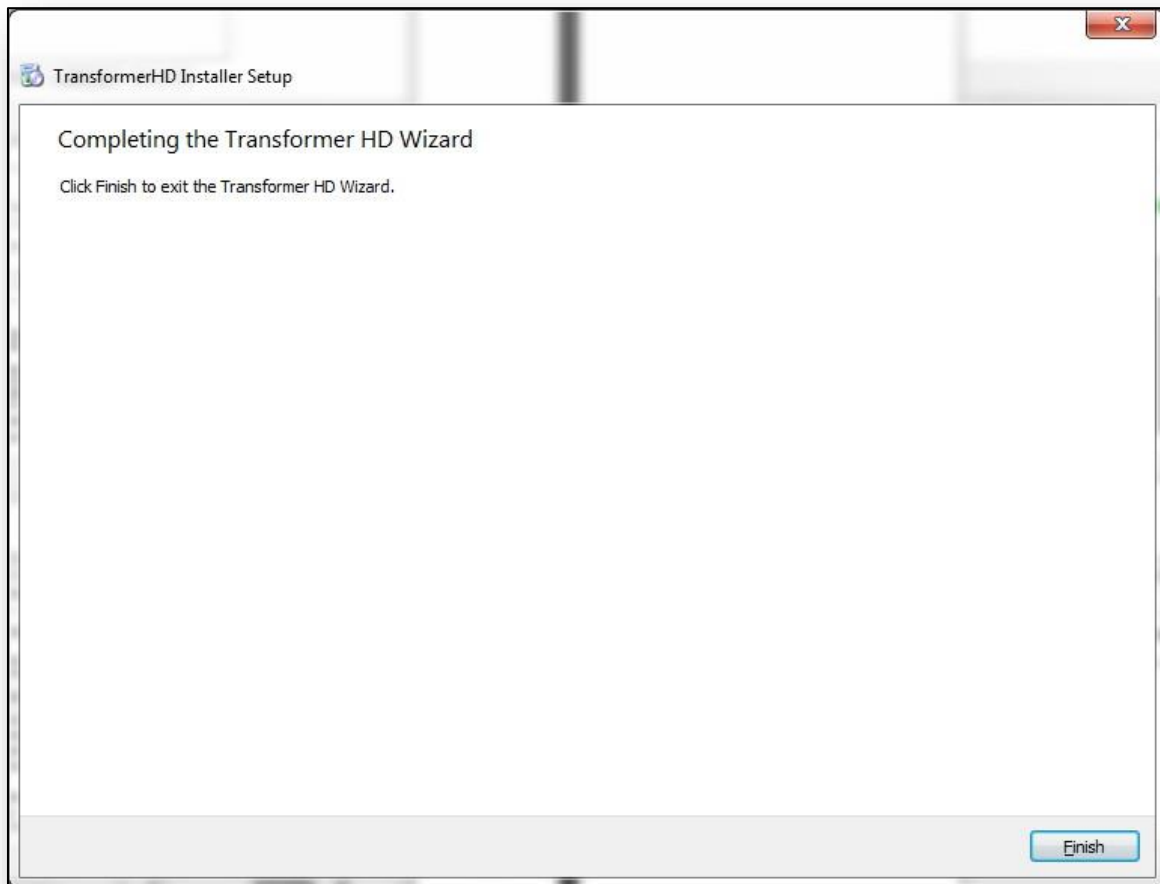 TransformerHD Installer Setup
Completing the Transformer HD Wizard
Click Finish to exit the Transformer HD Wizard.
Finish